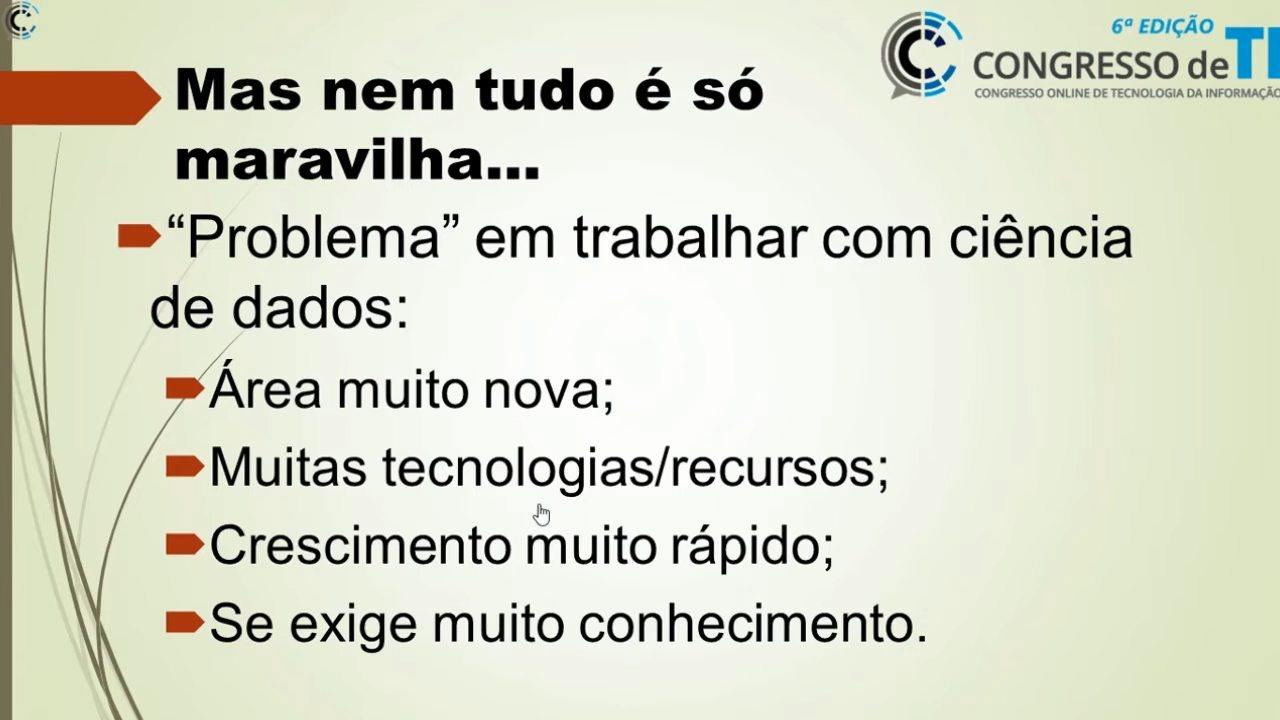 6ª EDIÇÃO
CONGRESSO de TI
CONGRESSO ONLINE DE TECNOLOGIA DA INFORMAÇÃO
Mas nem tudo é só
maravilha...
“Problema” em trabalhar com ciência
de dados:
Área muito nova;
Muitas tecnologias/recursos;
Crescimento muito rápido;
Se exige muito conhecimento.